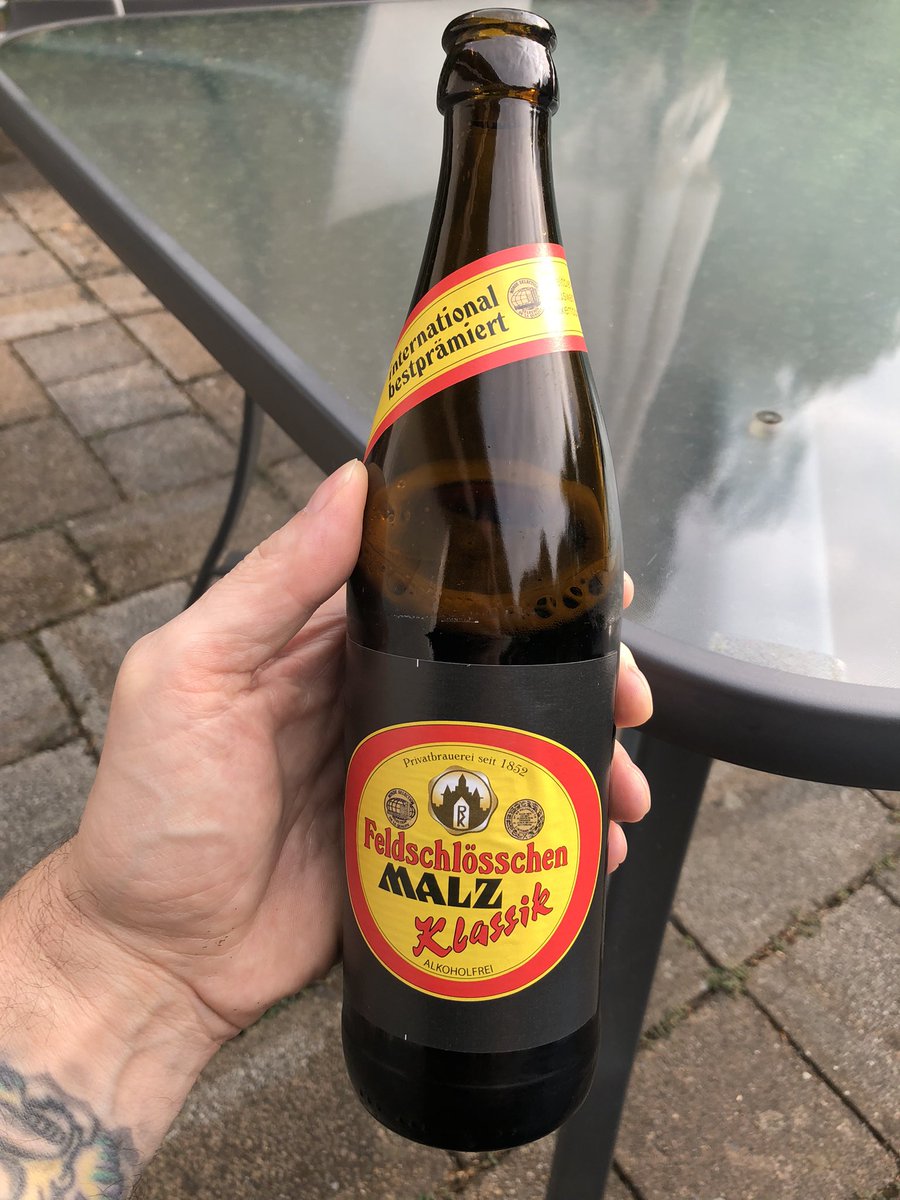 international
bestprämiert
Privatbrauerei seit 1852
Feldschlösschen
MALZ
Klassik
ALKOHOLFREI